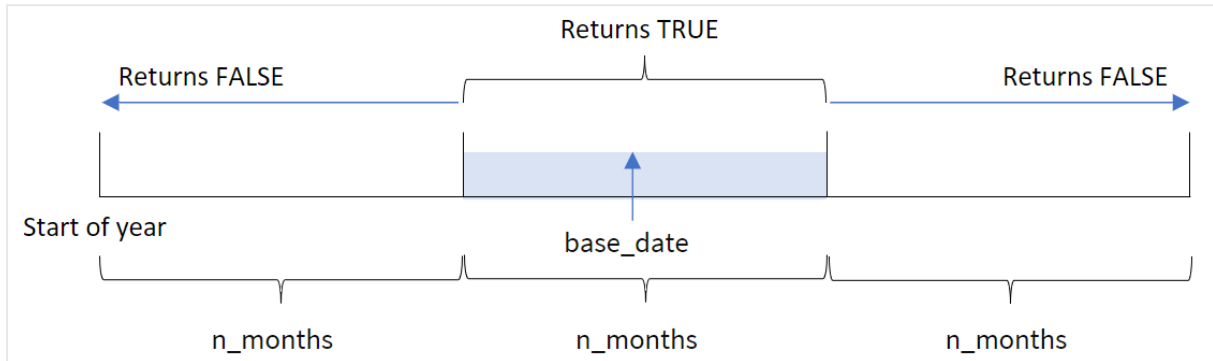 Returns TRUE
Returns FALSE
Returns FALSE
Start of year
base_date
n_months
n_months
n_months